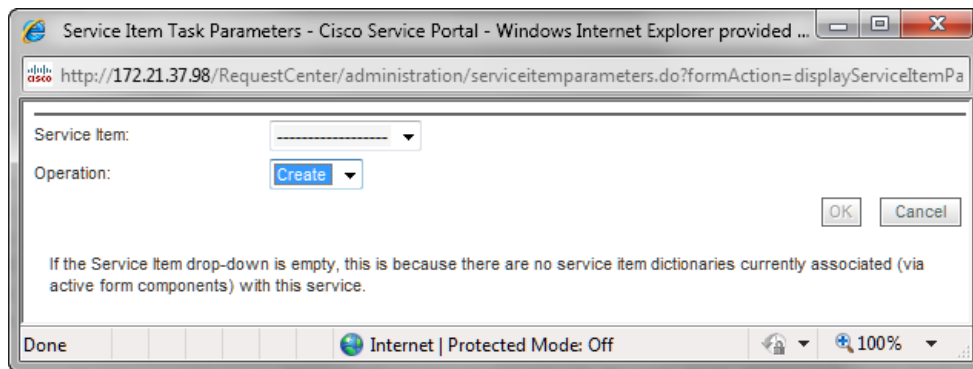 Service Item Task Parameters - Cisco Service Portal - Windows Internet Explorer provided ...
cisco http://172.21.37.98/RequestCenter/administration/serviceitemparameters.do?formAction=displayServiceItemPa
Service Item: ------------------
Operation: Create
OK Cancel
If the Service Item drop-down is empty, this is because there are no service item dictionaries currently associated (via
active form components) with this service.
Done Internet | Protected Mode: Off 100%